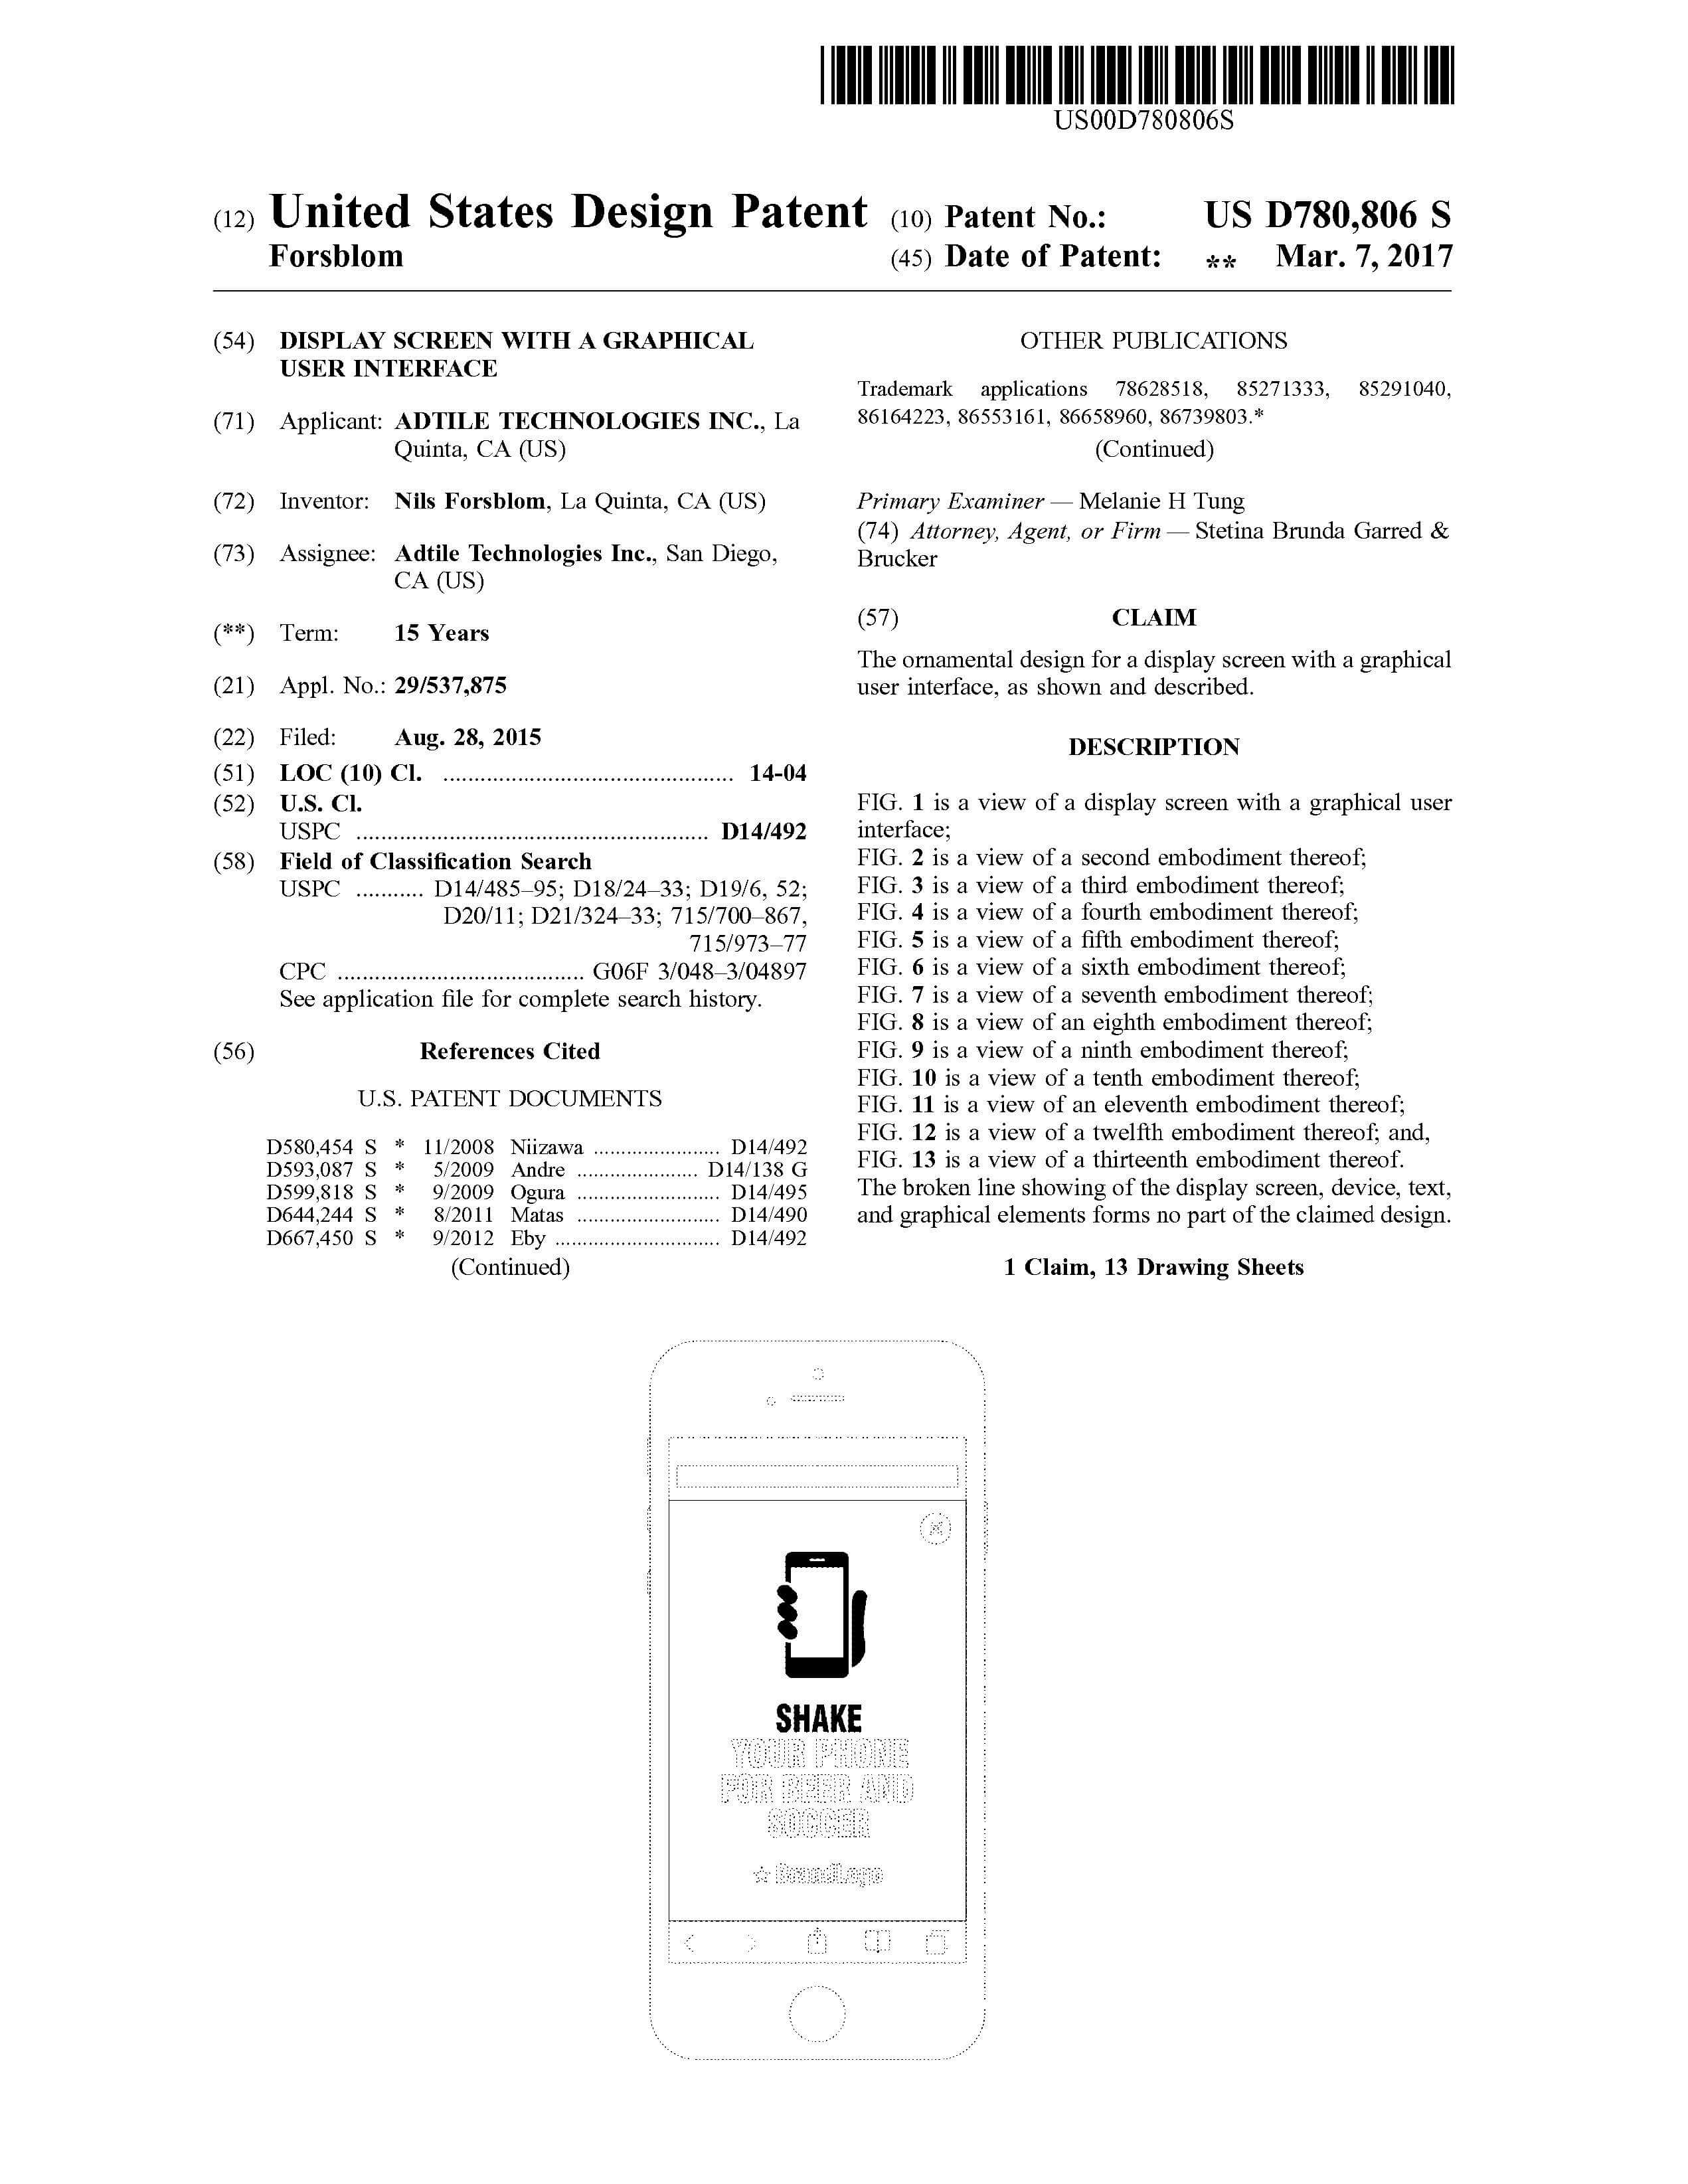 US00D780806S
(12) United States Design Patent
Forsblom
(10) Patent No.: US D780,806 S
(45) Date of Patent: ** Mar. 7, 2017
(54) DISPLAY SCREEN WITH A GRAPHICAL
USER INTERFACE
(71) Applicant: ADTILE TECHNOLOGIES INC., La
Quinta, CA (US)
(72) Inventor: Nils Forsblom, La Quinta, CA (US)
(73) Assignee: Adtile Technologies Inc., San Diego,
CA (US)
(**) Term: 15 Years
(21) Appl. No.: 29/537,875
(22) Filed: Aug. 28, 2015
(51) LOC (10) Cl. .............................................. 14-04
(52) U.S. Cl.
USPC ........................................................ D14/492
(58) Field of Classification Search
USPC ........... D14/485–95; D18/24–33; D19/6, 52;
D20/11; D21/324–33; 715/700–867,
715/973–77
CPC ....................................... G06F 3/048–3/04897
See application file for complete search history.
(56) References Cited
U.S. PATENT DOCUMENTS
D580,454 S * 11/2008 Niizawa ....................... D14/492
D593,087 S * 5/2009 Andre ...................... D14/138 G
D599,818 S * 9/2009 Ogura .......................... D14/495
D644,244 S * 8/2011 Matas .......................... D14/490
D667,450 S * 9/2012 Eby .............................. D14/492
(Continued)
OTHER PUBLICATIONS
Trademark applications 78628518, 85271333, 85291040,
86164223, 86553161, 86658960, 86739803.*
(Continued)
Primary Examiner — Melanie H Tung
(74) Attorney, Agent, or Firm — Stetina Brunda Garred &
Brucker
(57) CLAIM
The ornamental design for a display screen with a graphical
user interface, as shown and described.
DESCRIPTION
FIG. 1 is a view of a display screen with a graphical user
interface;
FIG. 2 is a view of a second embodiment thereof;
FIG. 3 is a view of a third embodiment thereof;
FIG. 4 is a view of a fourth embodiment thereof;
FIG. 5 is a view of a fifth embodiment thereof;
FIG. 6 is a view of a sixth embodiment thereof;
FIG. 7 is a view of a seventh embodiment thereof;
FIG. 8 is a view of an eighth embodiment thereof;
FIG. 9 is a view of a ninth embodiment thereof;
FIG. 10 is a view of a tenth embodiment thereof;
FIG. 11 is a view of an eleventh embodiment thereof;
FIG. 12 is a view of a twelfth embodiment thereof; and,
FIG. 13 is a view of a thirteenth embodiment thereof.
The broken line showing of the display screen, device, text,
and graphical elements forms no part of the claimed design.
1 Claim, 13 Drawing Sheets
SHAKE
YOUR PHONE
FOR BEER AND
SOCCER
BrandLogo